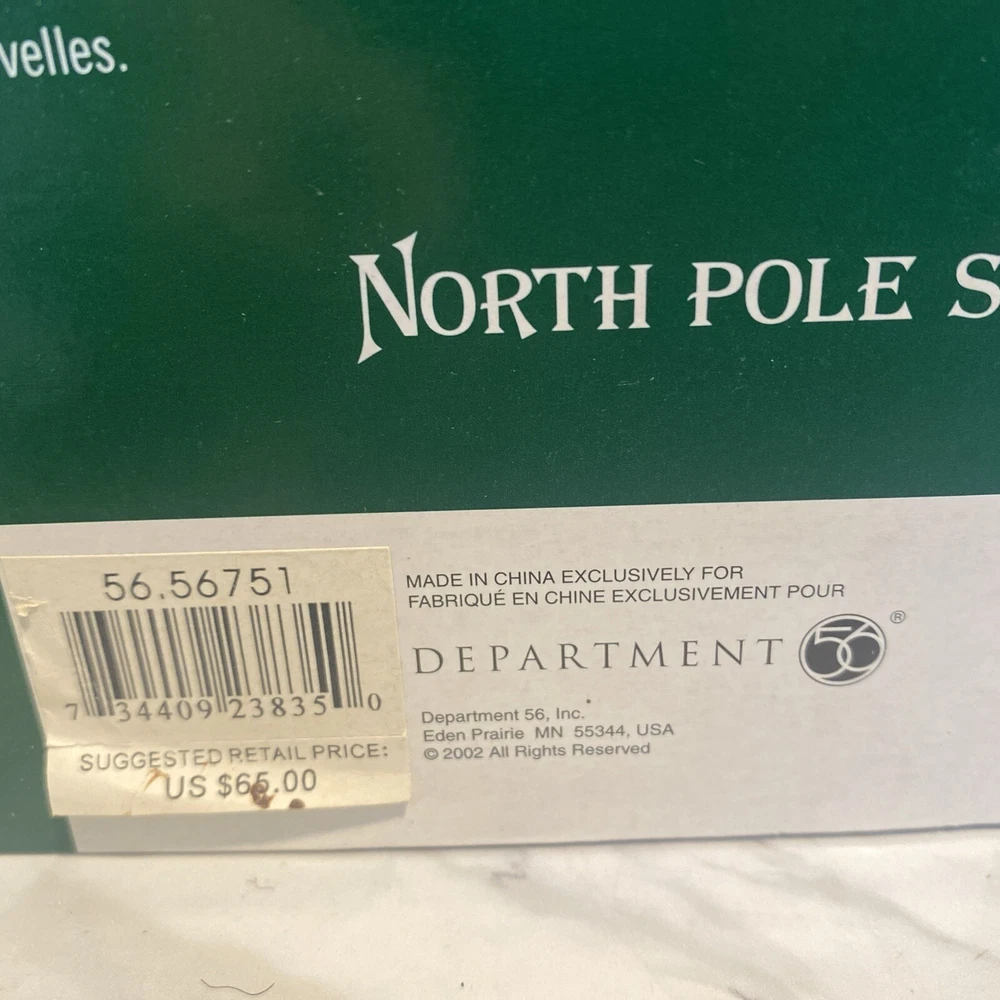 velles.
NORTH POLE S
56.56751
7 34409 23835 0
SUGGESTED RETAIL PRICE:
US $65.00
MADE IN CHINA EXCLUSIVELY FOR
FABRIQUÉ EN CHINE EXCLUSIVEMENT POUR
DEPARTMENT 56 ®
Department 56, Inc.
Eden Prairie MN 55344, USA
© 2002 All Rights Reserved